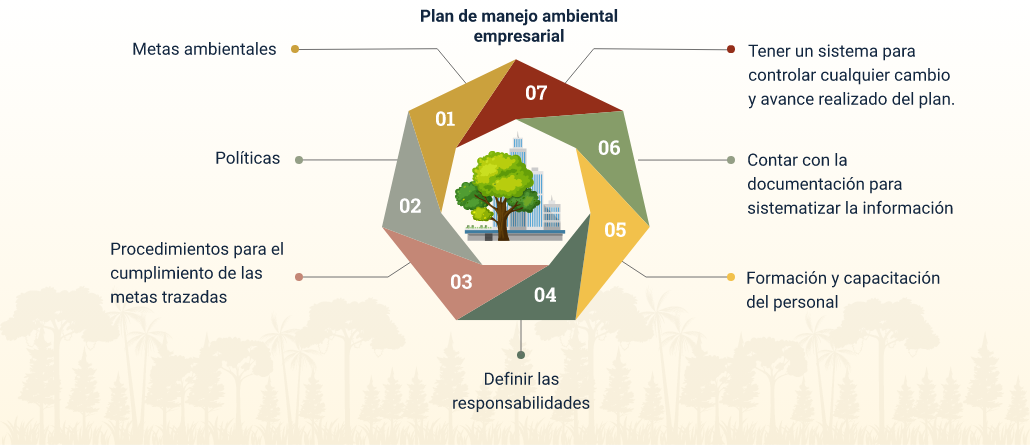 Plan de manejo ambiental
empresarial
01
Metas ambientales
02
Políticas
03
Procedimientos para el
cumplimiento de las
metas trazadas
04
Definir las
responsabilidades
05
Formación y capacitación
del personal
06
Contar con la
documentación para
sistematizar la información
07
Tener un sistema para
controlar cualquier cambio
y avance realizado del plan.